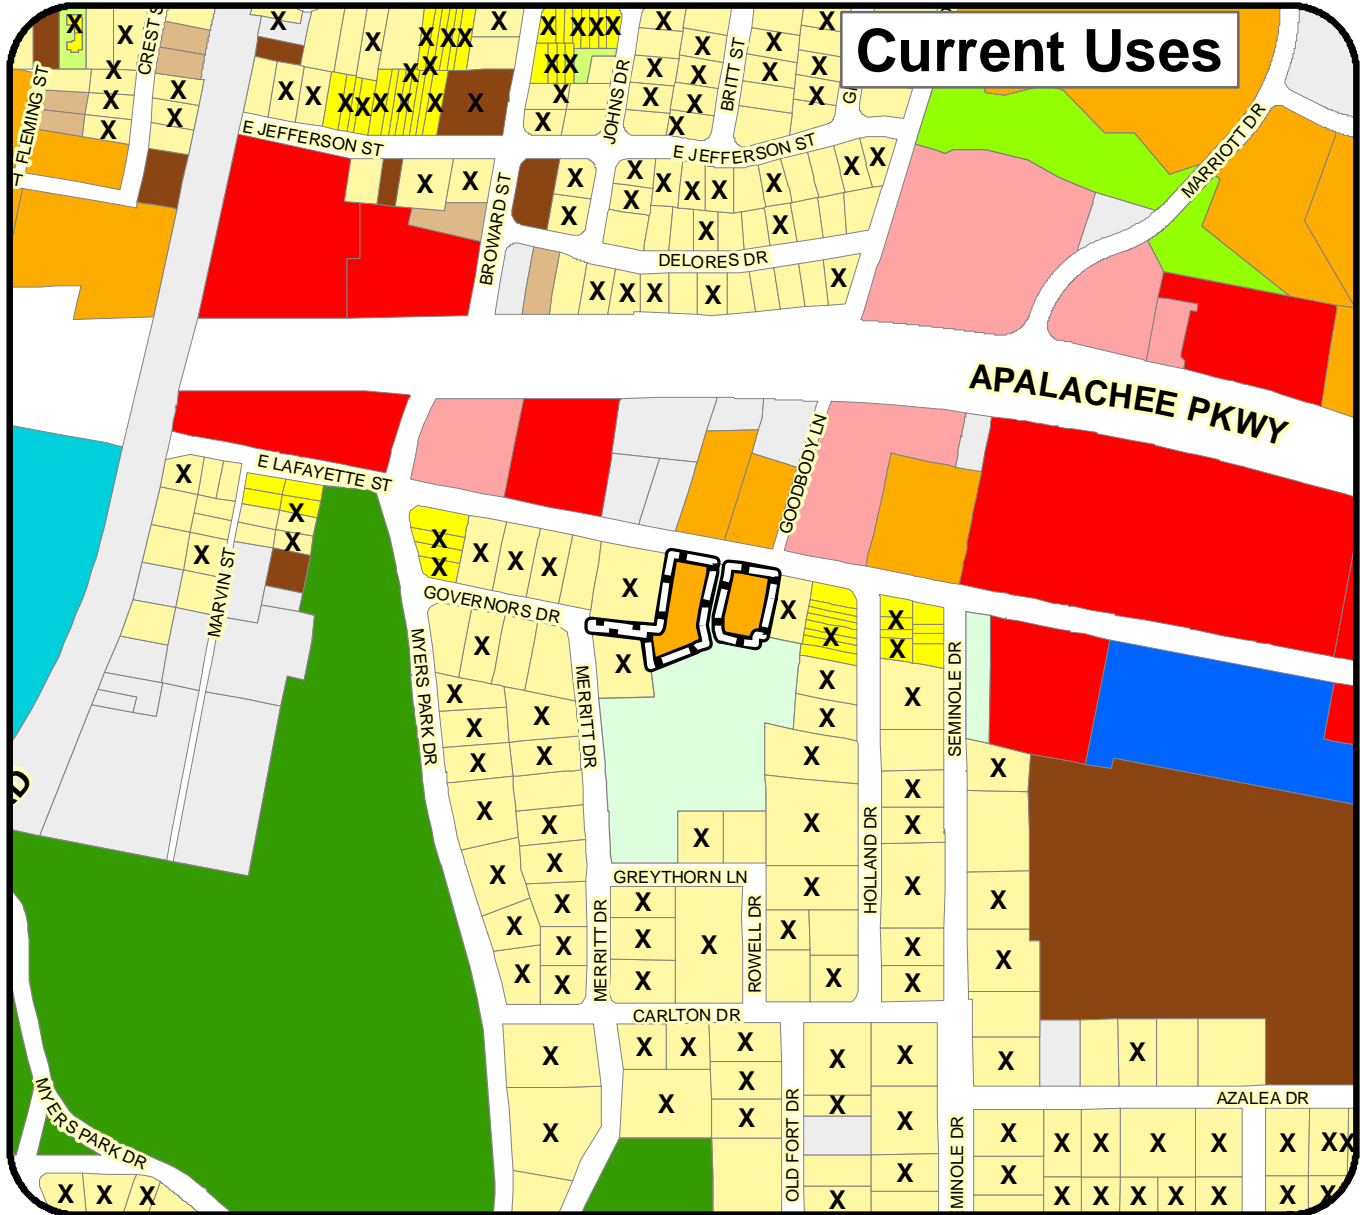 Current Uses
CREST S
FLEMING ST
T
E JEFFERSON ST
JOHNS DR
BRITT ST
G
E JEFFERSON ST
MARRIOTT DR
BROWARD ST
DELORES DR
APALACHEE PKWY
E LAFAYETTE ST
GOODBODY LN
MARVIN ST
GOVERNORS DR
MYERS PARK DR
MERRITT DR
SEMINOLE DR
RD
HOLLAND DR
GREYTHORN LN
MERRITT DR
ROWELL DR
CARLTON DR
MYERS PARK DR
OLD FORT DR
MINOLE DR
AZALEA DR